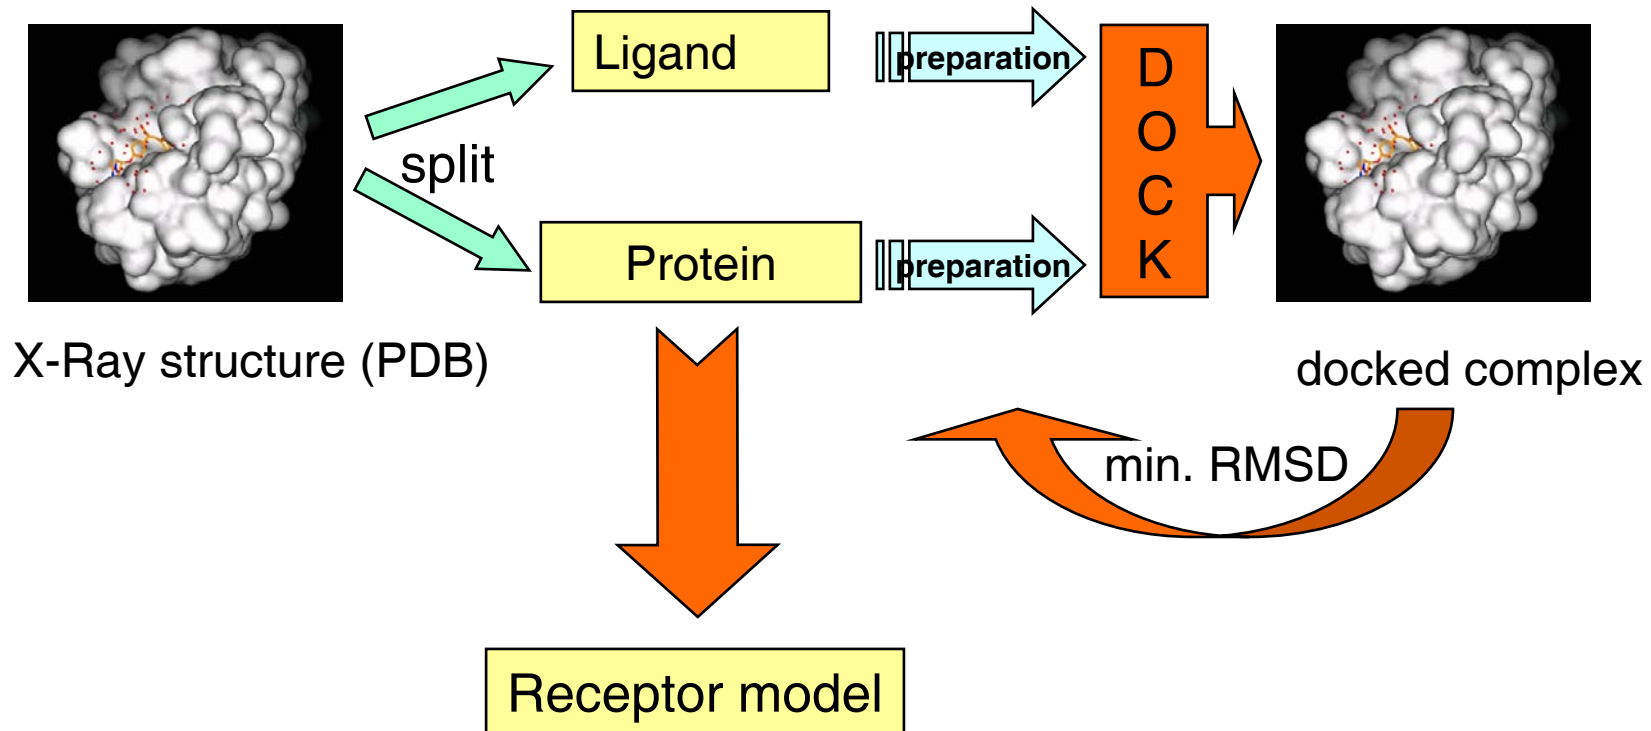 Ligand
preparation
D
O
C
K
split
Protein
preparation
X-Ray structure (PDB)
docked complex
min. RMSD
Receptor model